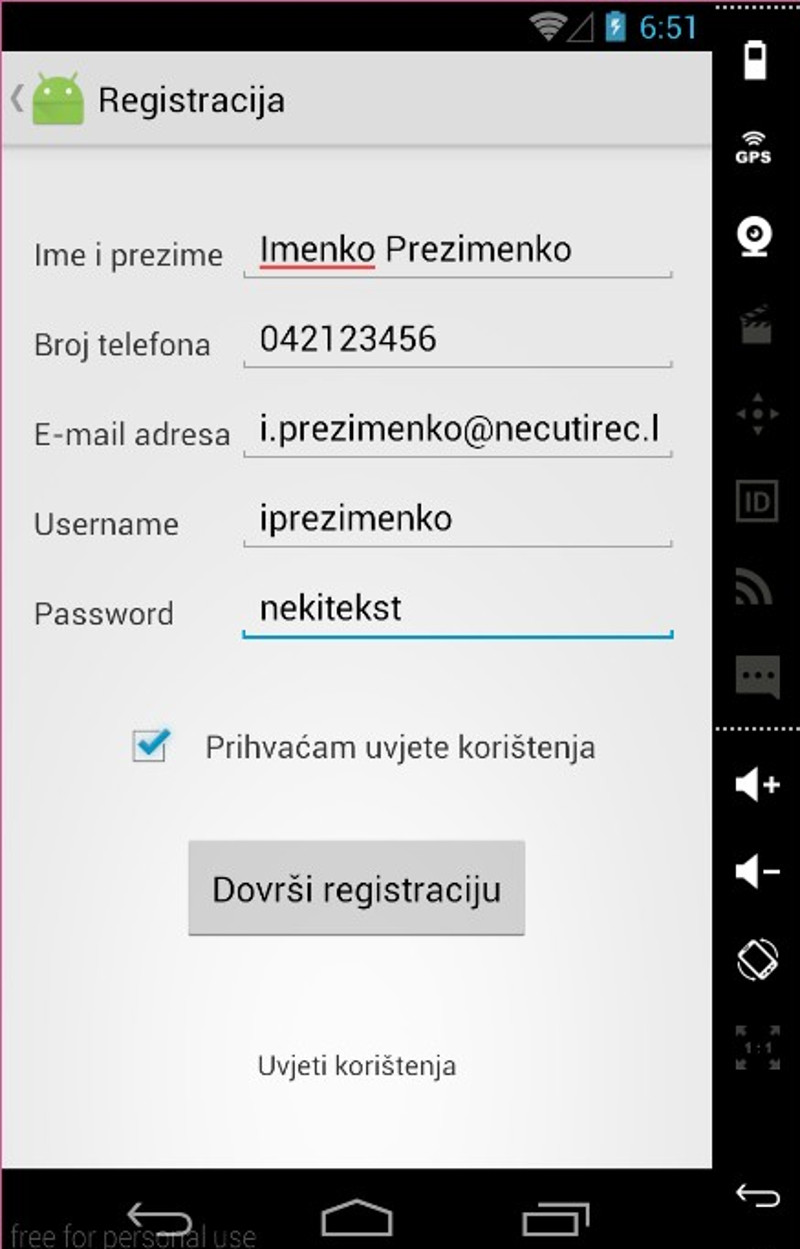 6:51
Registracija
GPS
Ime i prezime Imenko Prezimenko
Broj telefona 042123456
E-mail adresa i.prezimenko@necutirec.l
ID
Username iprezimenko
Password nekitekst
Prihvaćam uvjete korištenja
Dovrši registraciju
1:1
Uvjeti korištenja
free for personal use